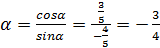 α = cosα/sinα = (3/5)/(−4/5) = −3/4